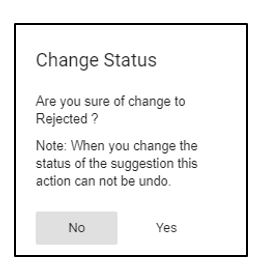 Change Status
Are you sure of change to
Rejected ?
Note: When you change the
status of the suggestion this
action can not be undo.
No Yes